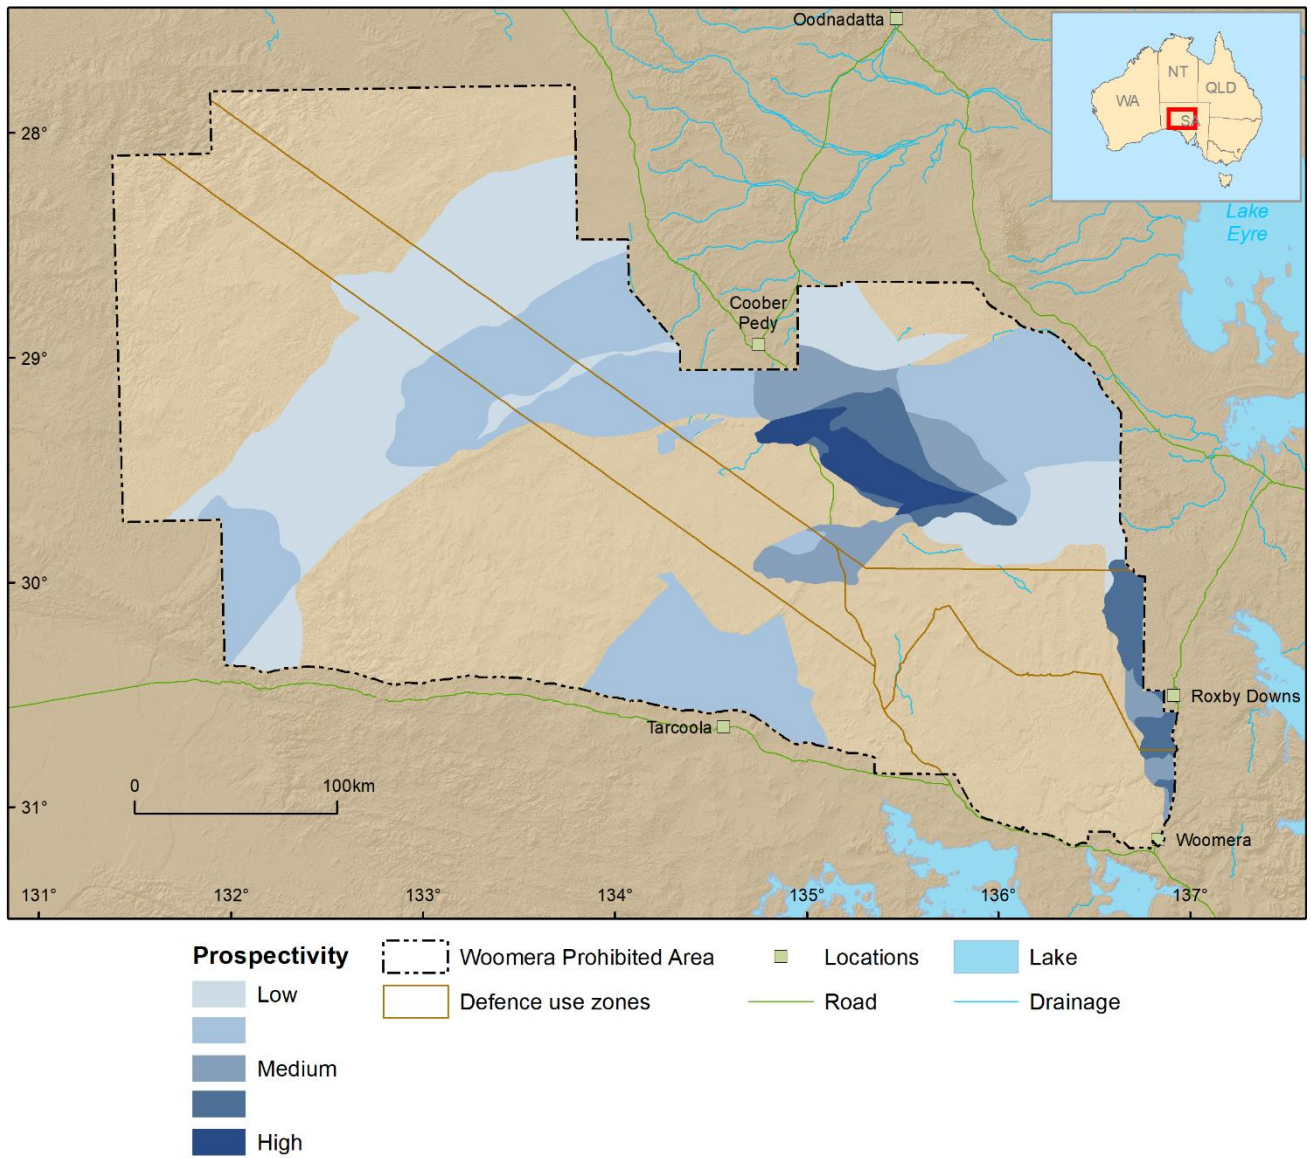 Oodnadatta
NT
WA
QLD
SA
28°
Lake
Eyre
Coober
Pedy
29°
30°
Roxby Downs
Tarcoola
0
100km
31°
Woomera
131°
132°
133°
134°
135°
136°
137°
Prospectivity
Woomera Prohibited Area
Locations
Lake
Low
Defence use zones
Road
Drainage
Medium
High